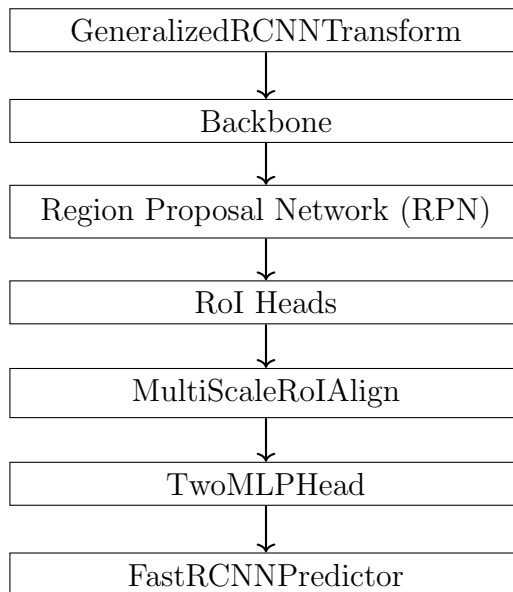 GeneralizedRCNNTransform
Backbone
Region Proposal Network (RPN)
RoI Heads
MultiScaleRoIAlign
TwoMLPHead
FastRCNNPredictor